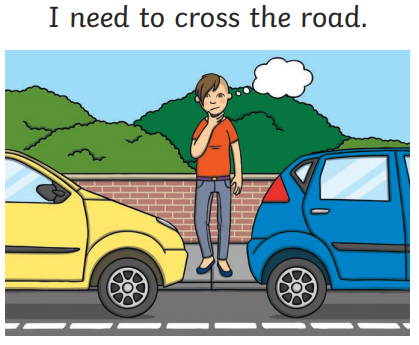 I need to cross the road.